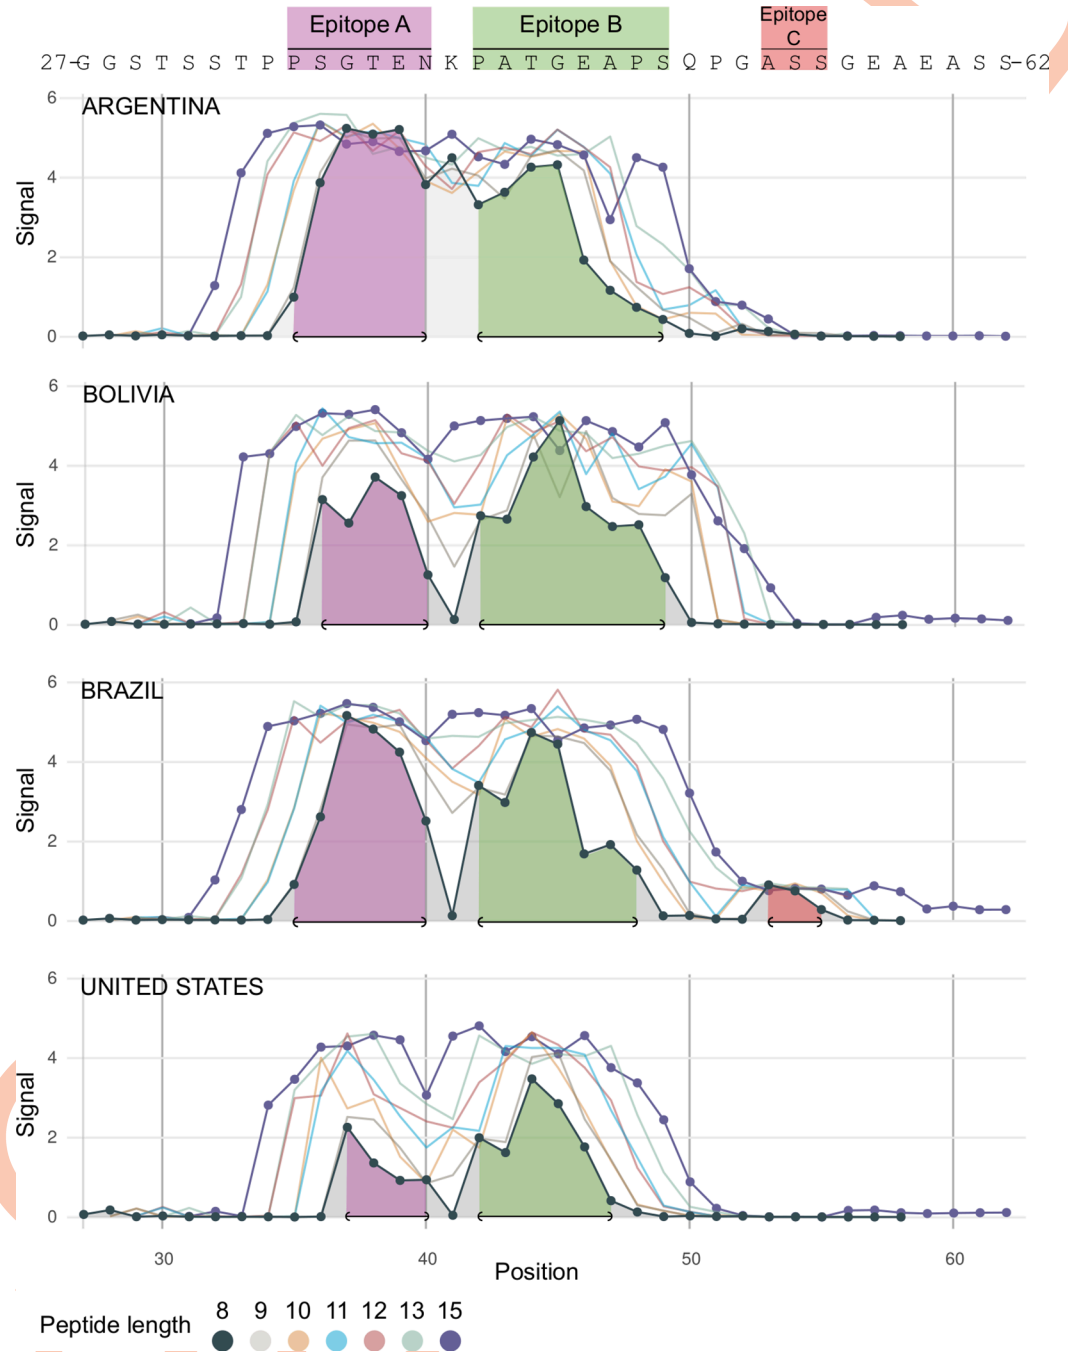 Epitope A
Epitope B
Epitope
C
27-G G S T S S T P P S G T E N K P A T G E A P S Q P G A S S G E A E A S S-62
ARGENTINA
6
4
2
0
Signal
BOLIVIA
6
4
2
0
Signal
BRAZIL
6
4
2
0
Signal
UNITED STATES
6
4
2
0
Signal
30 40 50 60
Position
Peptide length 8 9 10 11 12 13 15